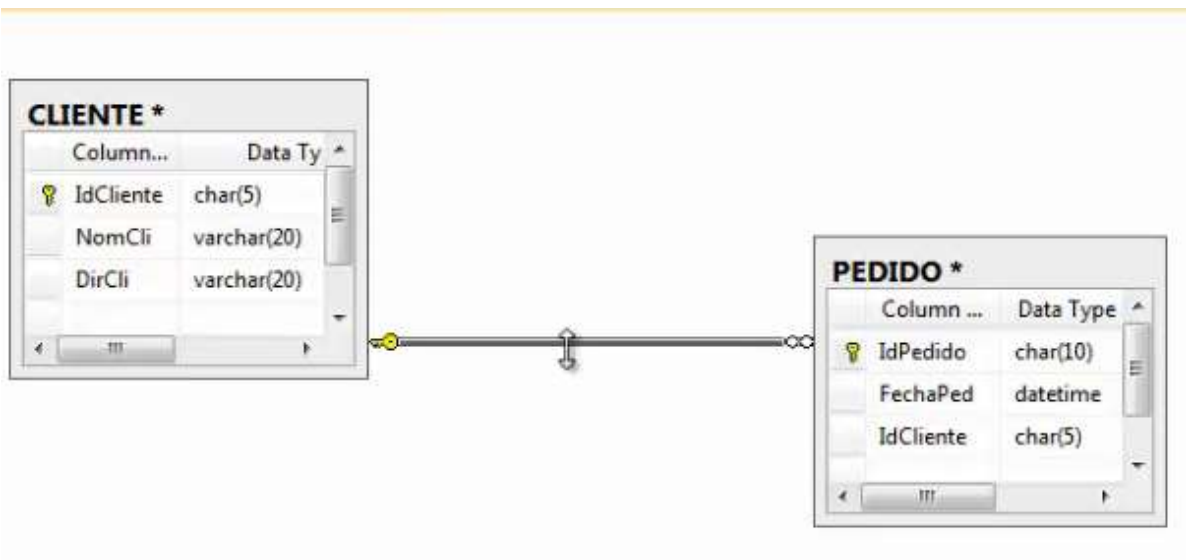 CLIENTE *
Column... Data Ty
IdCliente char(5)
NomCli varchar(20)
DirCli varchar(20)
PEDIDO *
Column ... Data Type
IdPedido char(10)
FechaPed datetime
IdCliente char(5)